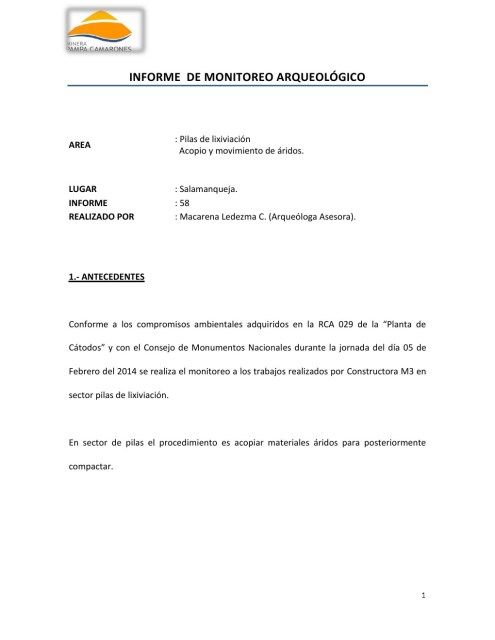 MINERA
PAMPA CAMARONES
INFORME DE MONITOREO ARQUEOLÓGICO
AREA : Pilas de lixiviación
Acopio y movimiento de áridos.
LUGAR : Salamanqueja.
INFORME : 58
REALIZADO POR : Macarena Ledezma C. (Arqueóloga Asesora).
1.- ANTECEDENTES
Conforme a los compromisos ambientales adquiridos en la RCA 029 de la “Planta de
Cátodos” y con el Consejo de Monumentos Nacionales durante la jornada del día 05 de
Febrero del 2014 se realiza el monitoreo a los trabajos realizados por Constructora M3 en
sector pilas de lixiviación.
En sector de pilas el procedimiento es acopiar materiales áridos para posteriormente
compactar.
1